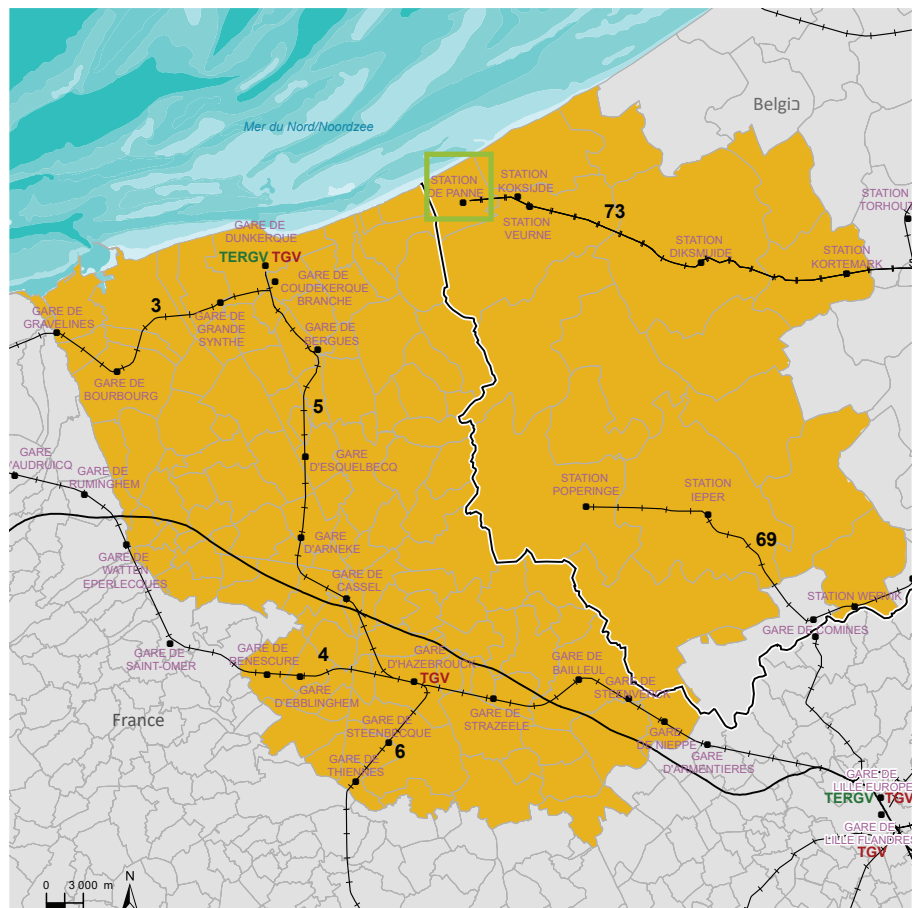 Belgiכ
Mer du Nord/Noordzee
STATION
DE PANNE
STATION
KOKSIJDE
STATION
VEURNE
73
STATION
TORHOUT
STATION
DIKSMUIDE
STATION
KORTEMARK
GARE DE
DUNKERQUE
TERGV TGV
GARE DE
COUDEKERQUE
BRANCHE
3
GARE DE
GRAVELINES
GARE DE
GRANDE
SYNTHE
GARE DE
BERGUES
GARE DE
BOURBOURG
5
GARE
D'ESQUELBECQ
GARE
'AUDRUICQ
GARE DE
RUMINGHEM
STATION
POPERINGE
STATION
IEPER
69
GARE
D'ARNEKE
GARE DE
WATTEN
EPERLECQUES
GARE DE
CASSEL
STATION WERVIK
GARE DE COMINES
GARE DE
SAINT-OMER
GARE DE
RENESCURE
4
GARE
D'EBBLINGHEM
GARE
D'HAZEBROUCK
TGV
GARE DE
BAILLEUL
GARE DE
STEENWERCK
GARE DE
STRAZEELE
France
GARE DE
STEENBECQUE
6
GARE DE
THIENNES
GARE
DE NIEPPE
GARE
D'ARMENTIERES
GARE DE
LILLE EUROPE
TERGV TGV
GARE DE
LILLE FLANDRES
TGV
0 3 000 m
N